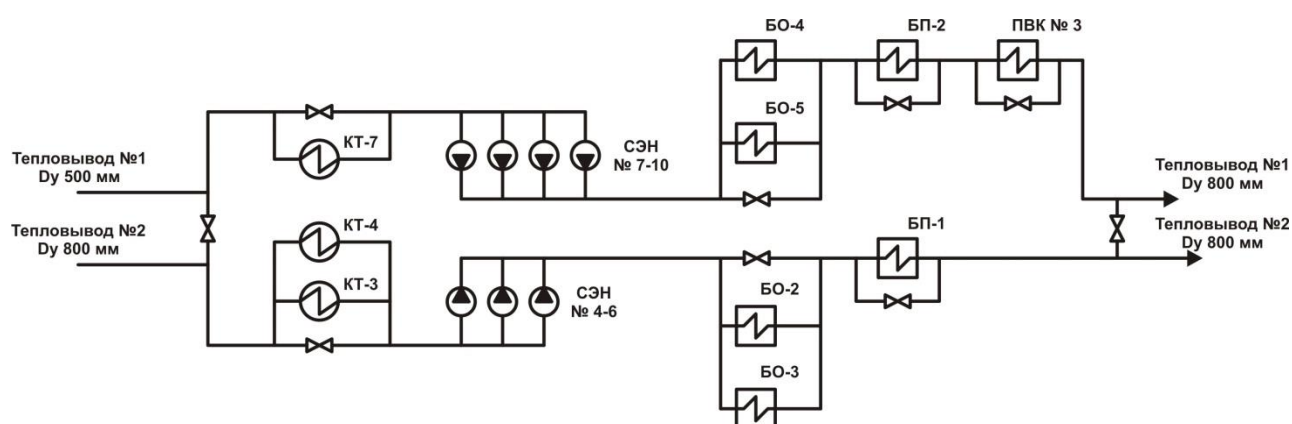 БО-4
БП-2
ПВК № 3
КТ-7
БО-5
СЭН
№ 7-10
Тепловывод №1
Dy 500 мм
Тепловывод №1
Dy 800 мм
Тепловывод №2
Dy 800 мм
КТ-4
БП-1
Тепловывод №2
Dy 800 мм
КТ-3
СЭН
№ 4-6
БО-2
БО-3